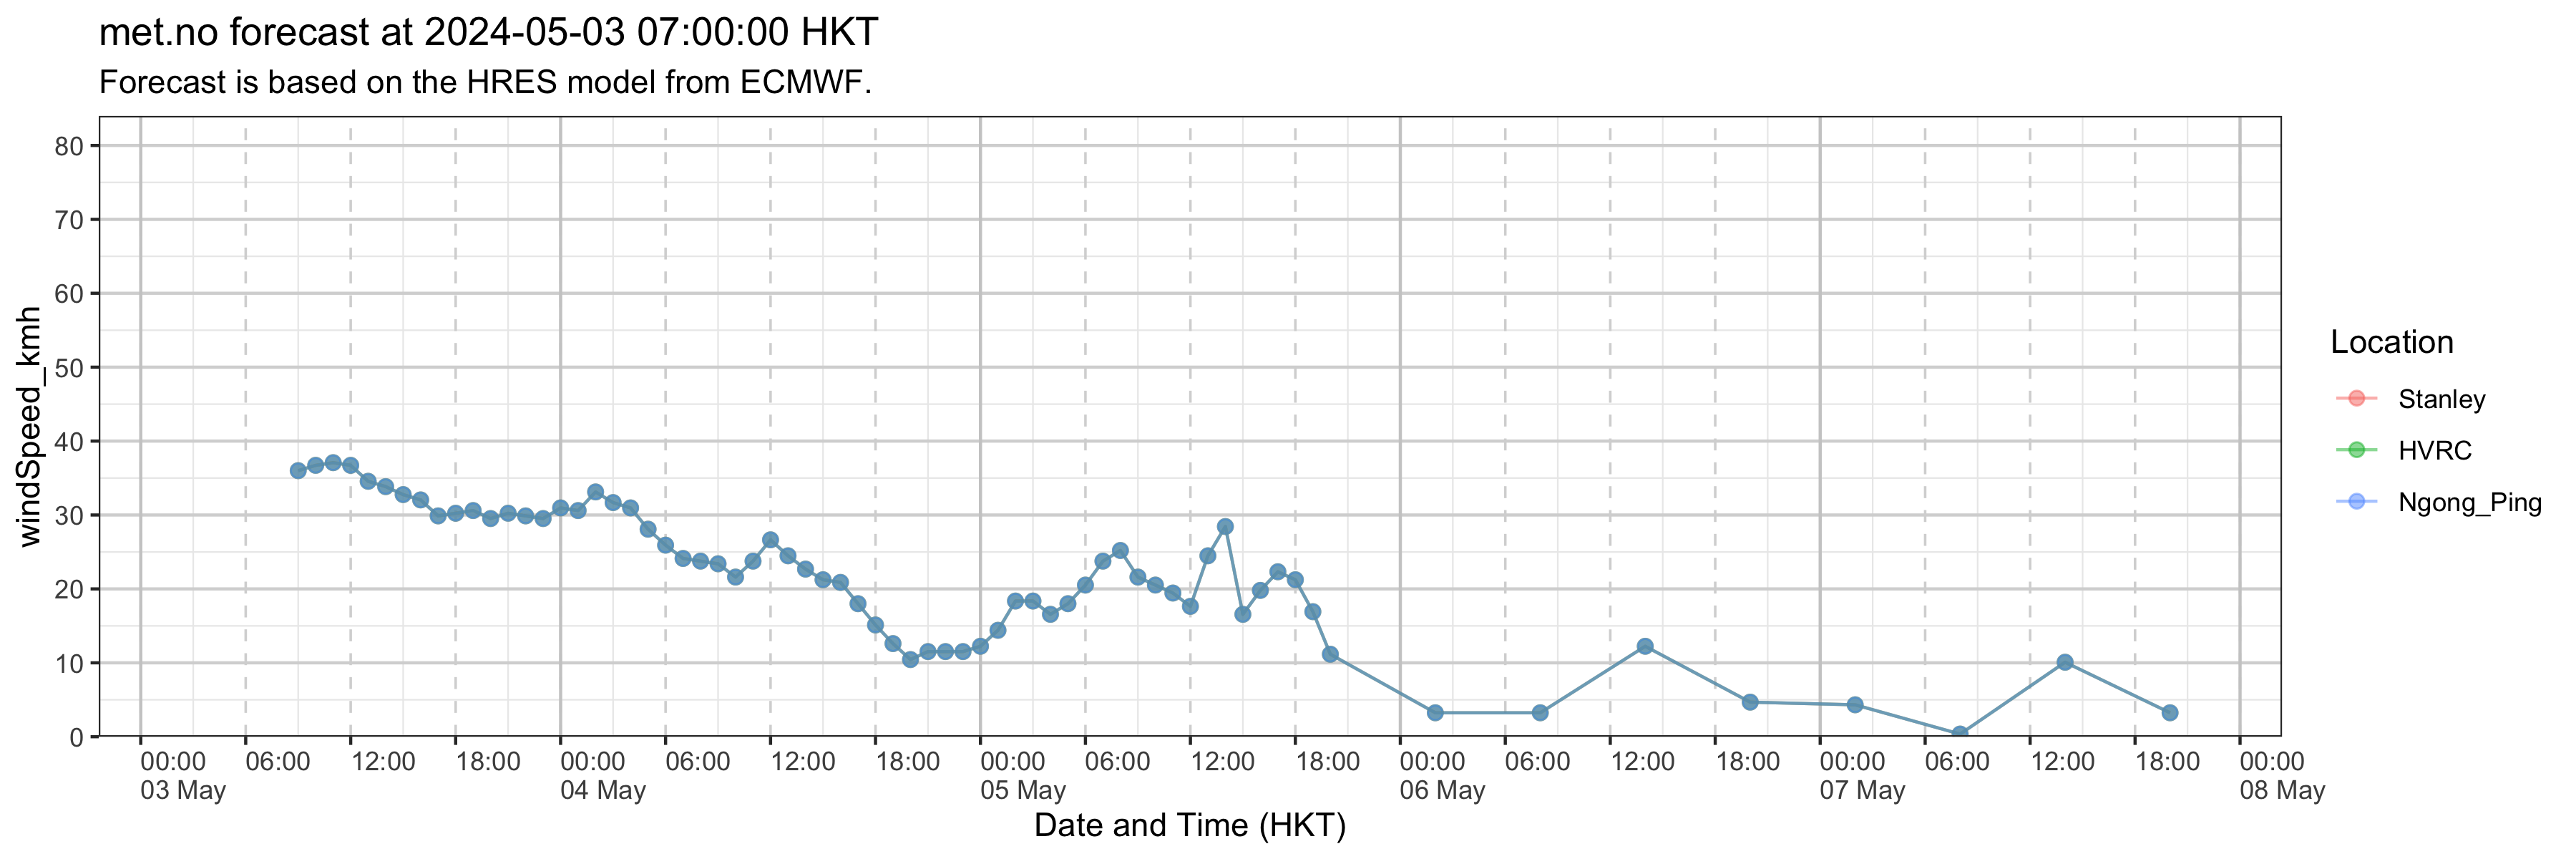 met.no forecast at 2024-05-03 07:00:00 HKT
Forecast is based on the HRES model from ECMWF.
windSpeed_kmh
80
70
60
50
40
30
20
10
0
00:00 06:00 12:00 18:00 00:00 06:00 12:00 18:00 00:00 06:00 12:00 18:00 00:00 06:00 12:00 18:00 00:00 06:00 12:00 18:00 00:00
03 May 04 May 05 May 06 May 07 May 08 May
Date and Time (HKT)
Location
Stanley
HVRC
Ngong_Ping